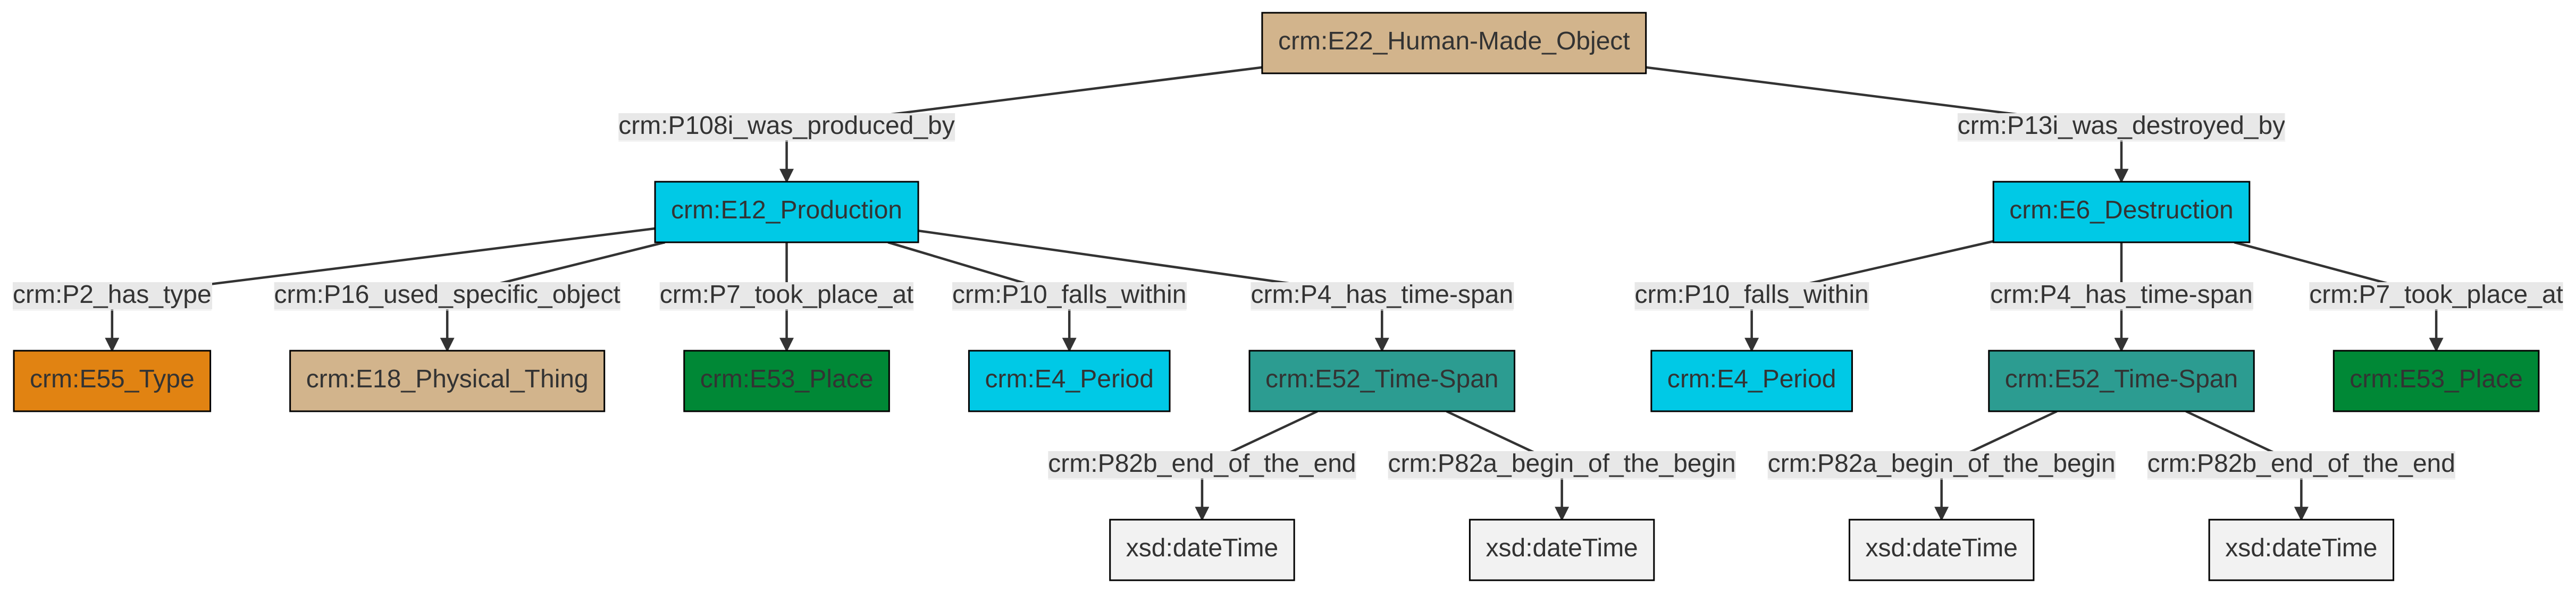 crm:E22_Human-Made_Object
crm:P108i_was_produced_by
crm:P13i_was_destroyed_by
crm:E12_Production
crm:E6_Destruction
crm:P2_has_type
crm:P16_used_specific_object
crm:P7_took_place_at
crm:P10_falls_within
crm:P4_has_time-span
crm:P10_falls_within
crm:P4_has_time-span
crm:P7_took_place_at
crm:E55_Type
crm:E18_Physical_Thing
crm:E53_Place
crm:E4_Period
crm:E52_Time-Span
crm:E4_Period
crm:E52_Time-Span
crm:E53_Place
crm:P82b_end_of_the_end
crm:P82a_begin_of_the_begin
crm:P82a_begin_of_the_begin
crm:P82b_end_of_the_end
xsd:dateTime
xsd:dateTime
xsd:dateTime
xsd:dateTime